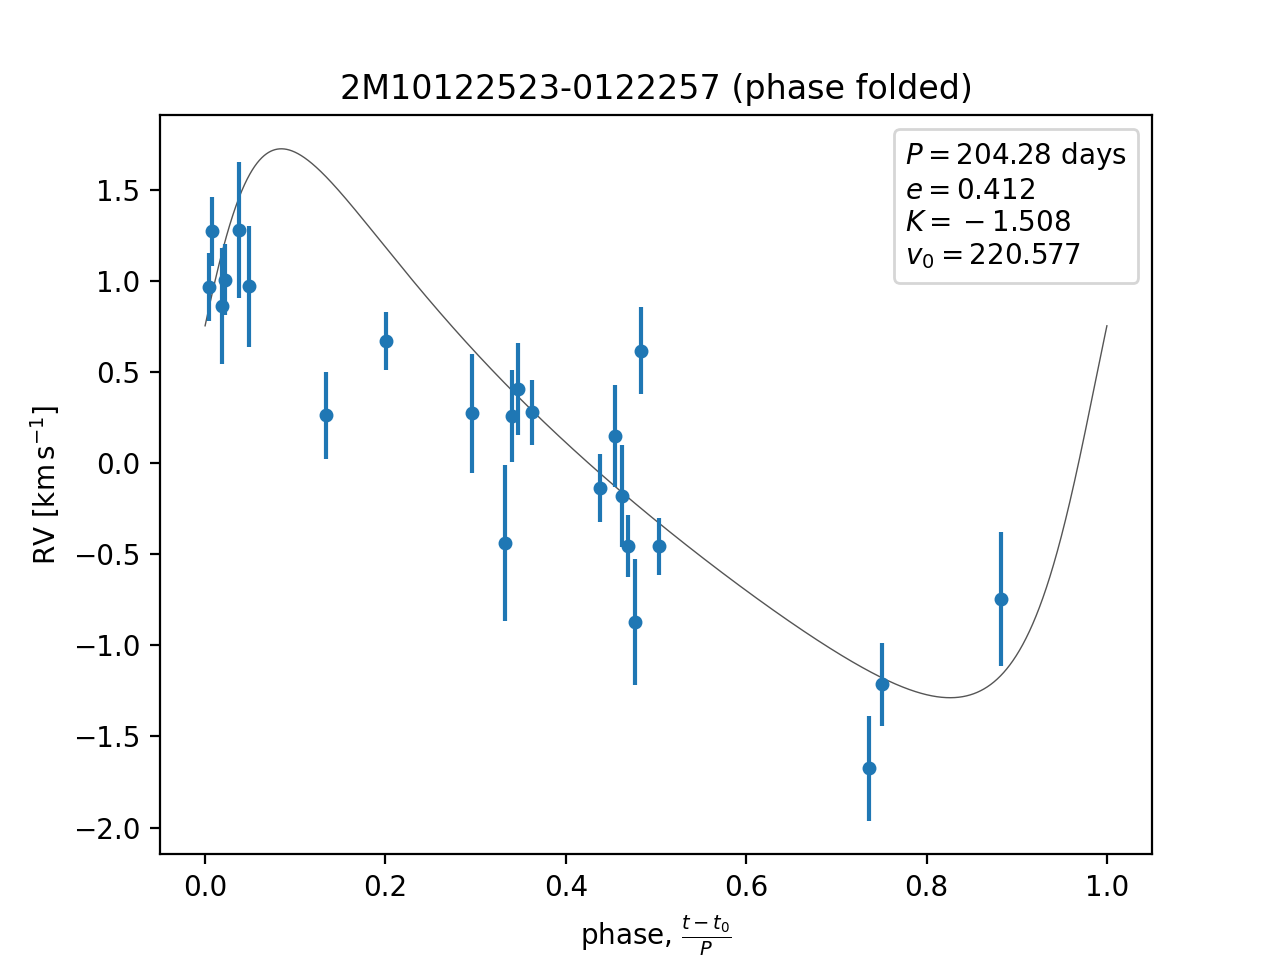 2M10122523-0122257 (phase folded)
P = 204.28 days
e = 0.412
K = −1.508
v₀ = 220.577
RV [km s⁻¹]
1.5
1.0
0.5
0.0
−0.5
−1.0
−1.5
−2.0
0.0 0.2 0.4 0.6 0.8 1.0
phase, (t − t₀)/P